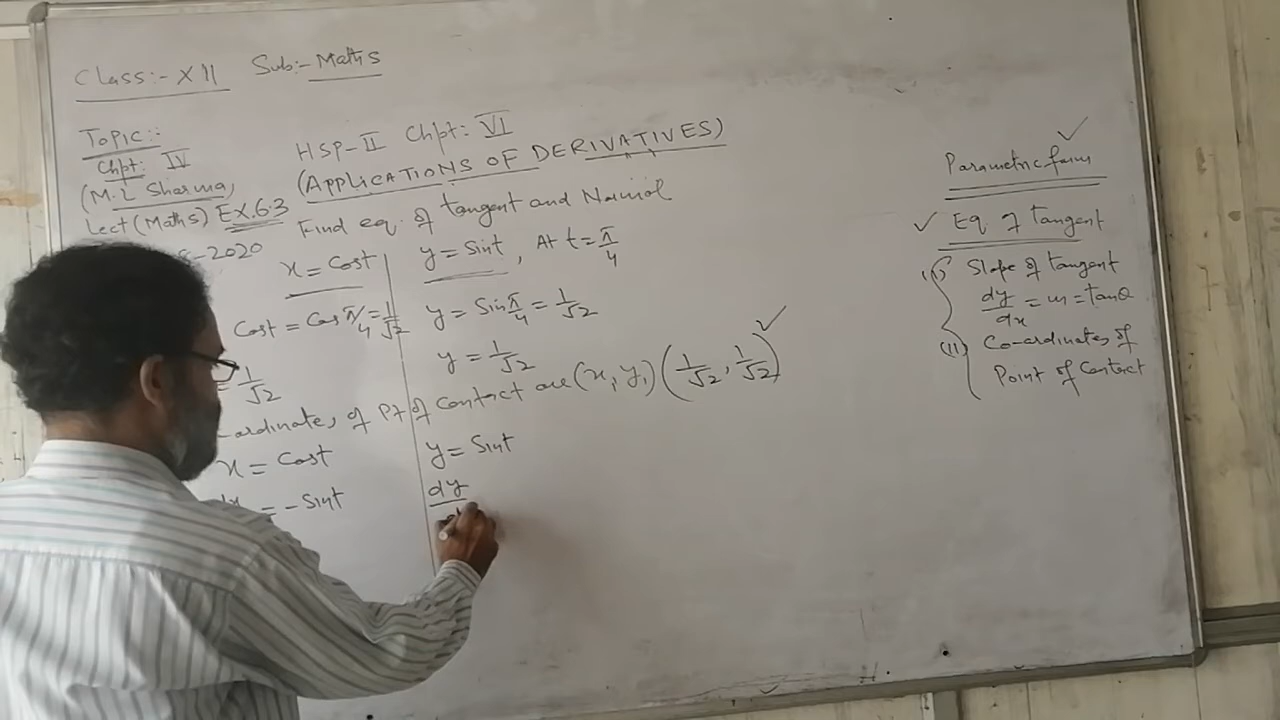 Class:- XII Sub:- Maths
Topic::
Chpt: IV
(M.L Sharma,
Lect (Maths) EX.6.3
-2020
HSP-II Chpt: VI
(APPLICATIONS OF DERIVATIVES)
Find eq. of tangent and Normal
x = Cost
y = Sint, At t = π/4
Cost = Cos π/4 = 1/√2
y = Sin π/4 = 1/√2
= 1/√2
y = 1/√2
-ordinates of Pt of Contact are (x, y,) (1/√2, 1/√2)
x = Cost
y = Sint
= -Sint
dy
✓
Parametric form
✓ Eq of tangent
(i) Slope of tangent
dy/dx = m = tanθ
(ii) Co-ordinates of
Point of Contact